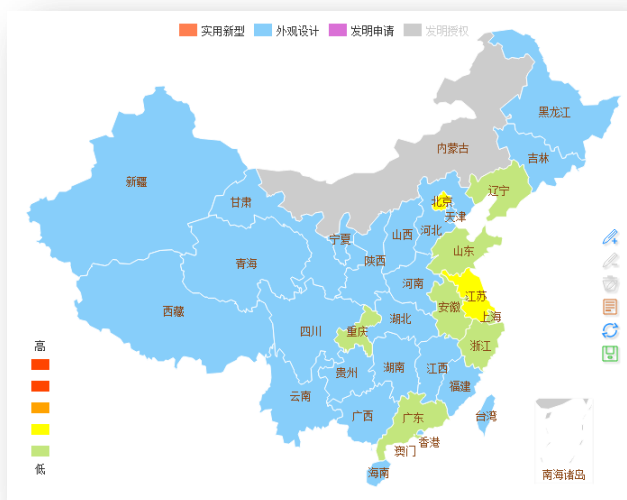 实用新型 外观设计 发明申请 发明授权
黑龙江
内蒙古
吉林
新疆
辽宁
甘肃
北京
天津
河北
山西
宁夏
山东
陕西
青海
河南
江苏
安徽
西藏
上海
湖北
四川
重庆
浙江
高
湖南
江西
贵州
福建
云南
广西
广东
台湾
香港
澳门
低
海南
南海诸岛